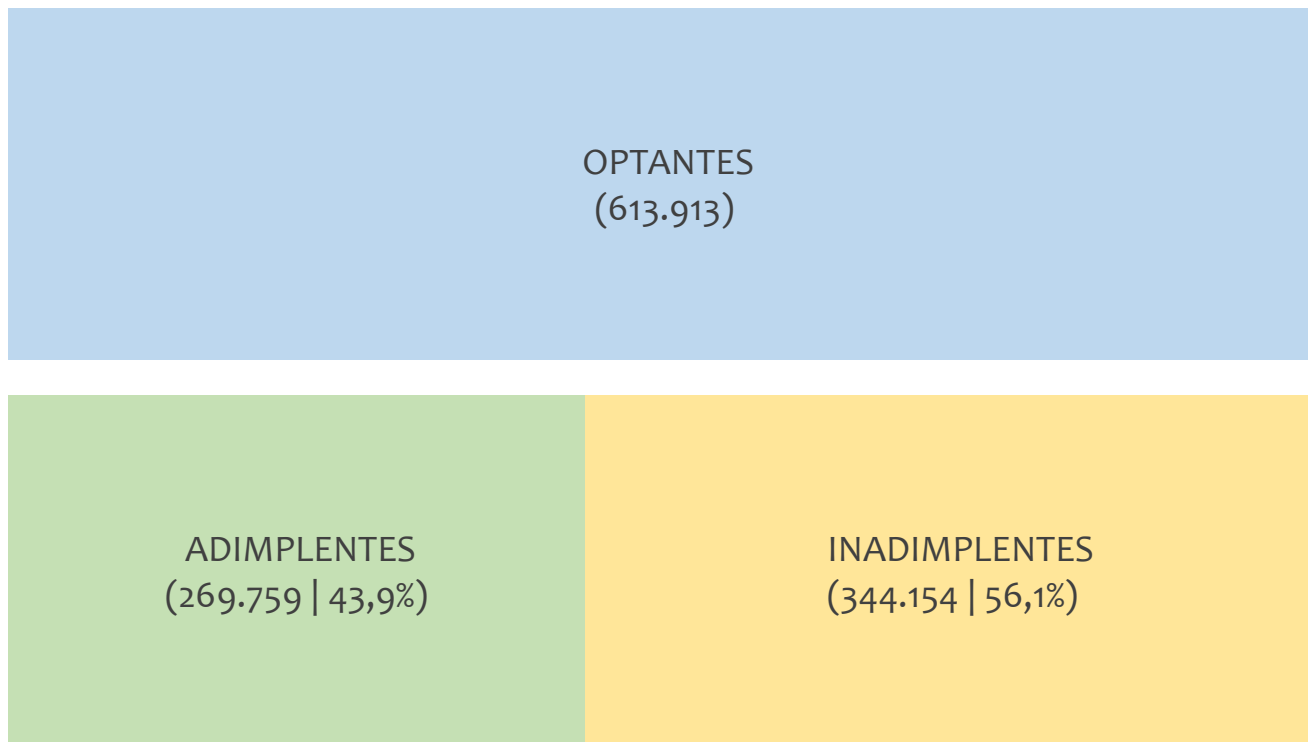 OPTANTES
(613.913)
ADIMPLENTES
(269.759 | 43,9%)
INADIMPLENTES
(344.154 | 56,1%)